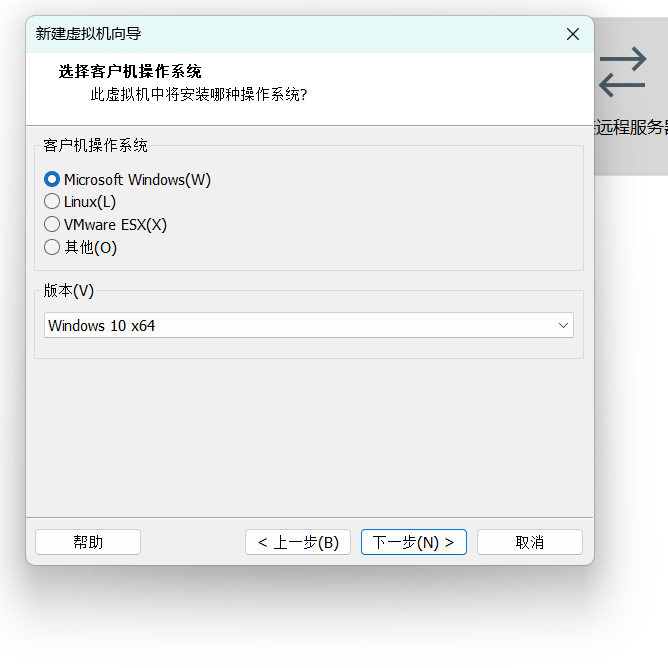 新建虚拟机向导
选择客户机操作系统
此虚拟机中将安装哪种操作系统?
远程服务器
客户机操作系统
Microsoft Windows(W)
Linux(L)
VMware ESX(X)
其他(O)
版本(V)
Windows 10 x64
帮助
< 上一步(B)
下一步(N) >
取消